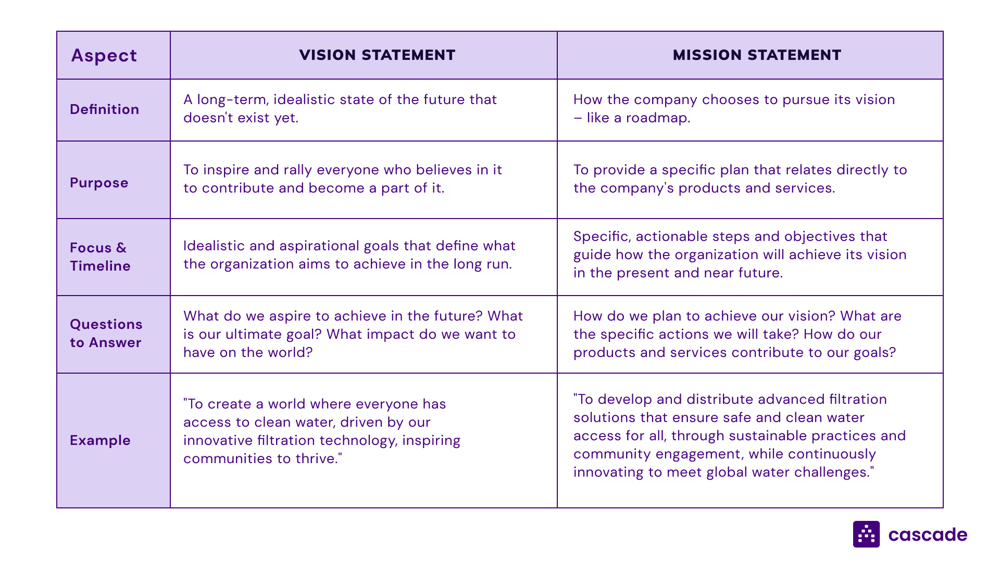 Aspect
VISION STATEMENT
MISSION STATEMENT
Definition
A long-term, idealistic state of the future that
doesn't exist yet.
How the company chooses to pursue its vision
– like a roadmap.
Purpose
To inspire and rally everyone who believes in it
to contribute and become a part of it.
To provide a specific plan that relates directly to
the company's products and services.
Focus &
Timeline
Idealistic and aspirational goals that define what
the organization aims to achieve in the long run.
Specific, actionable steps and objectives that
guide how the organization will achieve its vision
in the present and near future.
Questions
to Answer
What do we aspire to achieve in the future? What
is our ultimate goal? What impact do we want to
have on the world?
How do we plan to achieve our vision? What are
the specific actions we will take? How do our
products and services contribute to our goals?
Example
"To create a world where everyone has
access to clean water, driven by our
innovative filtration technology, inspiring
communities to thrive."
"To develop and distribute advanced filtration
solutions that ensure safe and clean water
access for all, through sustainable practices and
community engagement, while continuously
innovating to meet global water challenges."
cascade